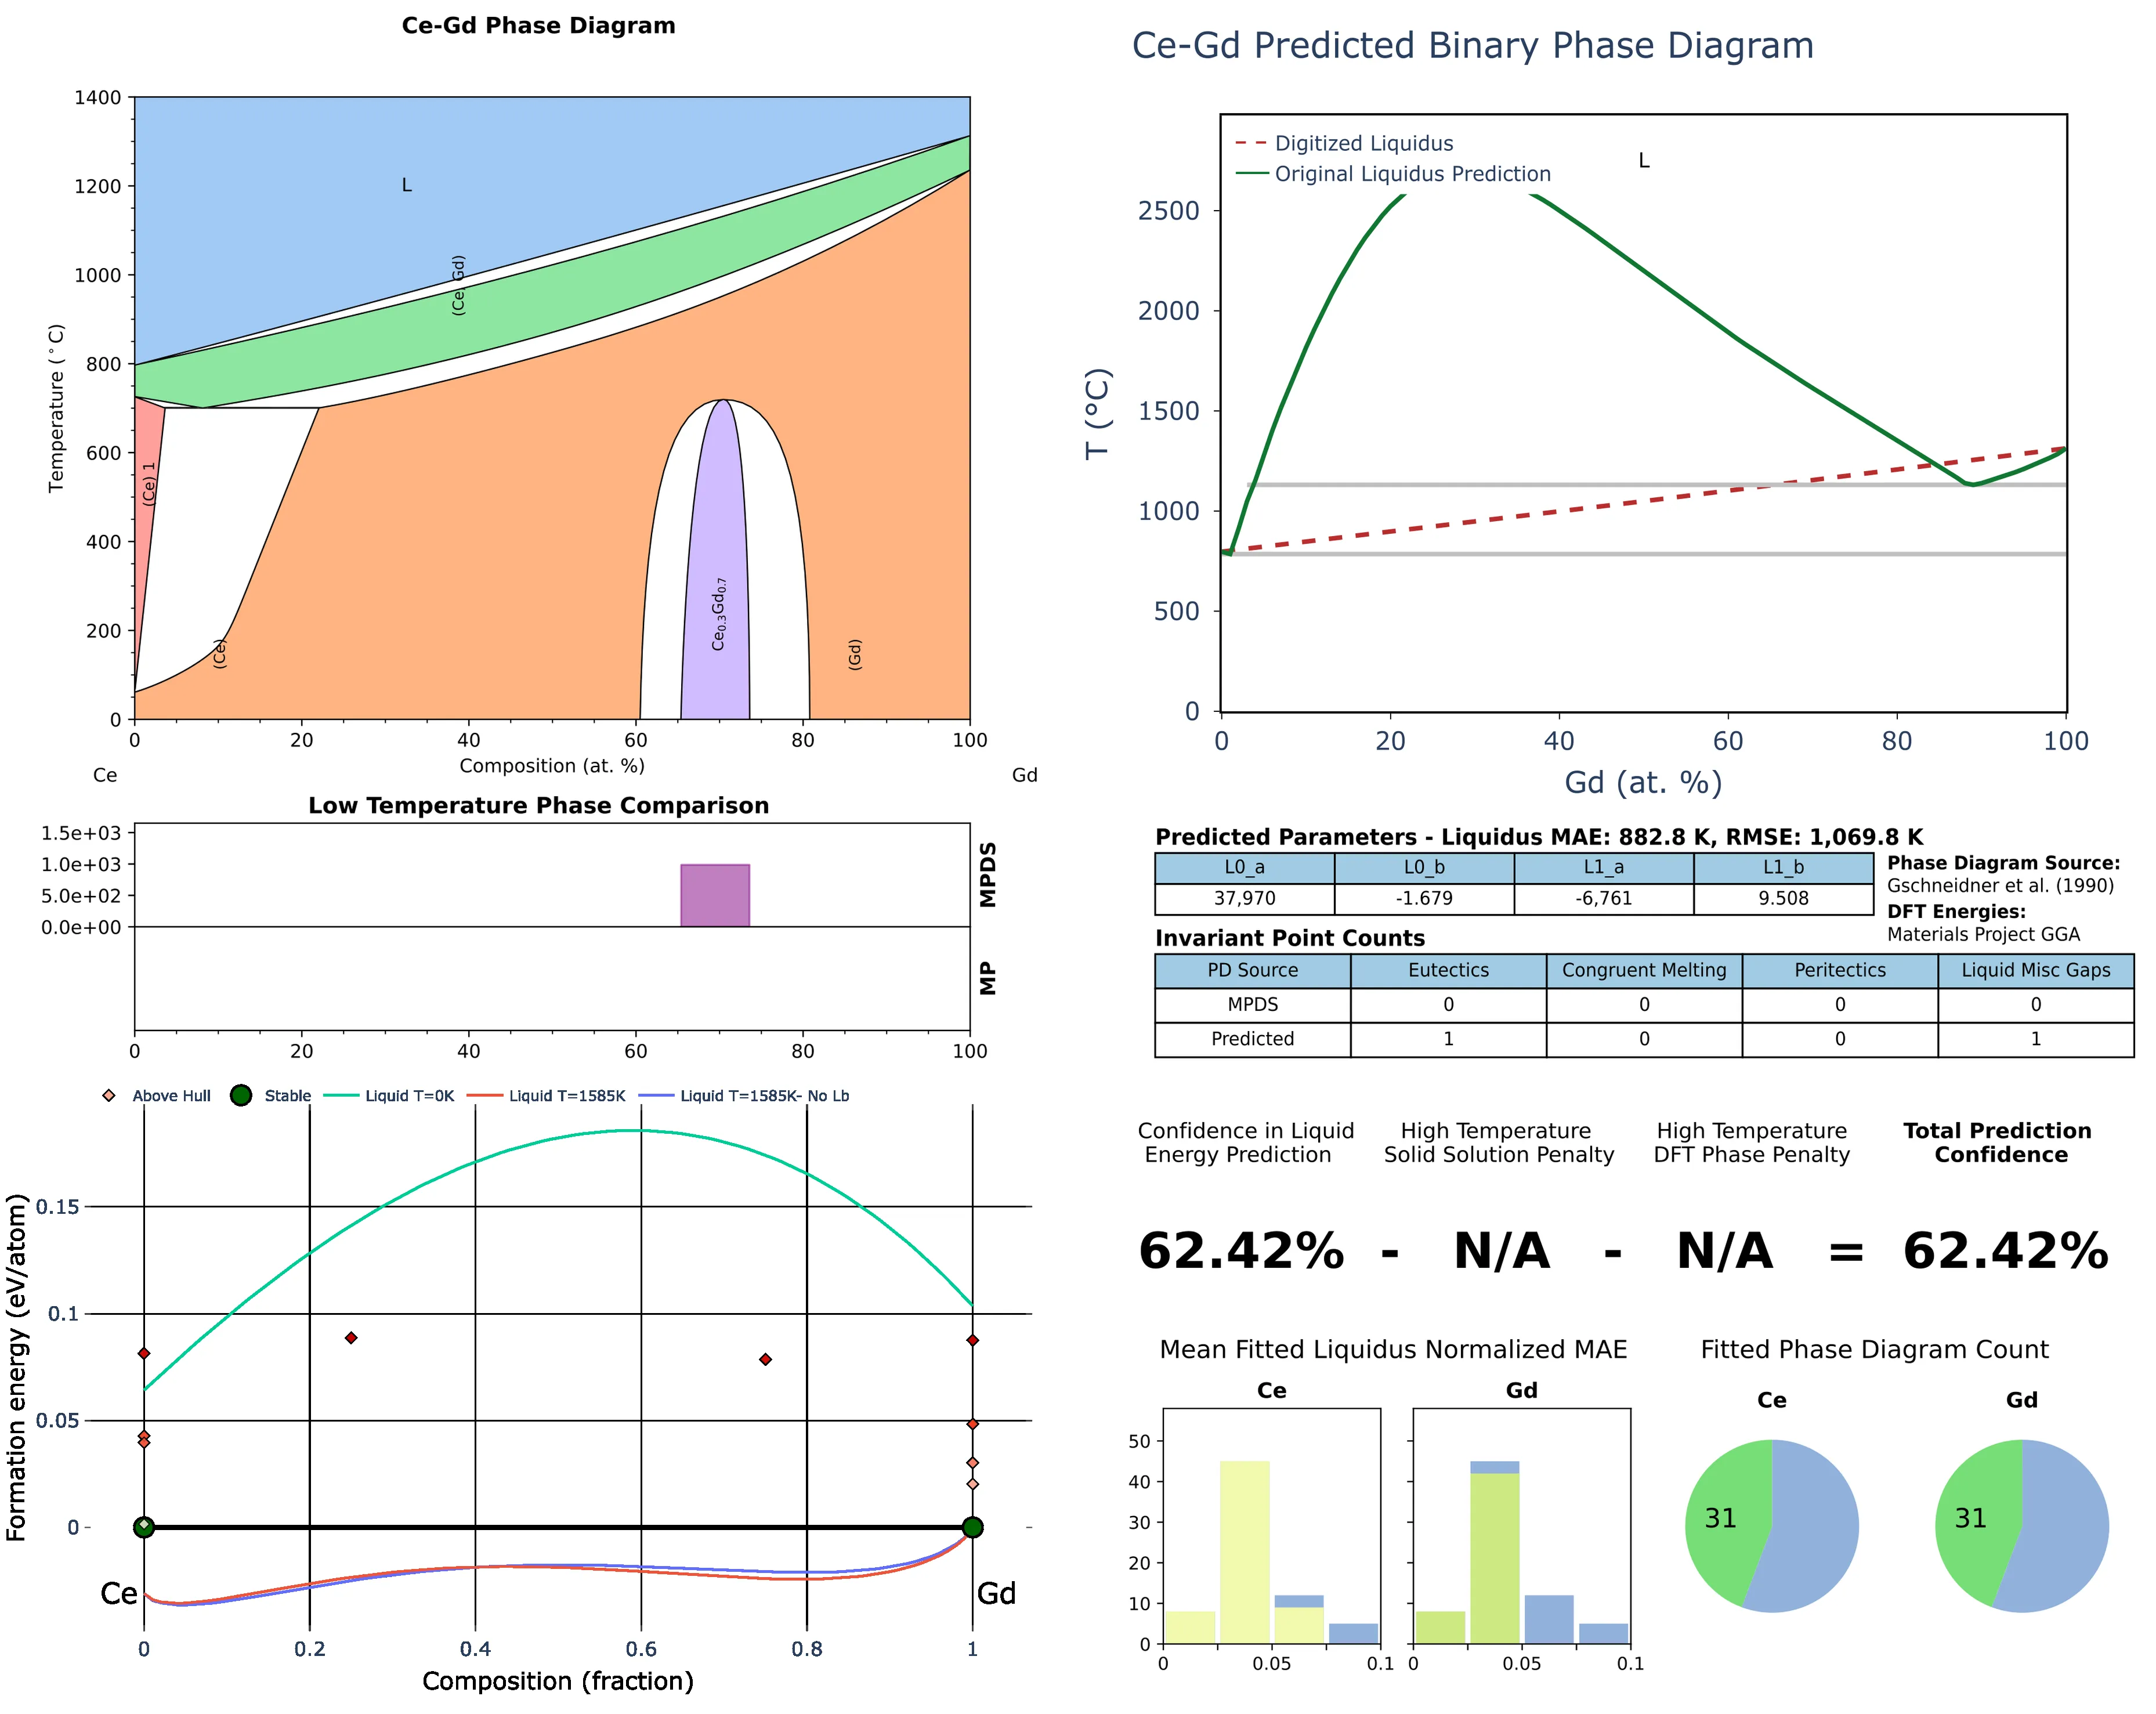 Ce-Gd Phase Diagram
1400
1200
1000
800
600
400
200
0
Temperature (°C)
L
(Ce, Gd)
(Ce) 1
(Ce)
Ce0.3Gd0.7
(Gd)
0 20 40 60 80 100
Composition (at. %)
Ce Gd
Low Temperature Phase Comparison
1.5e+03
1.0e+03
5.0e+02
0.0e+00
MPDS
MP
0 20 40 60 80 100
Above Hull Stable Liquid T=0K Liquid T=1585K Liquid T=1585K- No Lb
Formation energy (eV/atom)
0.15
0.1
0.05
0
Ce Gd
0 0.2 0.4 0.6 0.8 1
Composition (fraction)
Ce-Gd Predicted Binary Phase Diagram
Digitized Liquidus
Original Liquidus Prediction
L
T (°C)
2500
2000
1500
1000
500
0
0 20 40 60 80 100
Gd (at. %)
Predicted Parameters - Liquidus MAE: 882.8 K, RMSE: 1,069.8 K
L0_a L0_b L1_a L1_b
37,970 -1.679 -6,761 9.508
Phase Diagram Source:
Gschneidner et al. (1990)
DFT Energies:
Materials Project GGA
Invariant Point Counts
PD Source Eutectics Congruent Melting Peritectics Liquid Misc Gaps
MPDS 0 0 0 0
Predicted 1 0 0 1
Confidence in Liquid
Energy Prediction
High Temperature
Solid Solution Penalty
High Temperature
DFT Phase Penalty
Total Prediction
Confidence
62.42% - N/A - N/A = 62.42%
Mean Fitted Liquidus Normalized MAE
Ce Gd
50
40
30
20
10
0
0 0.05 0.1 0 0.05 0.1
Fitted Phase Diagram Count
Ce Gd
31 31